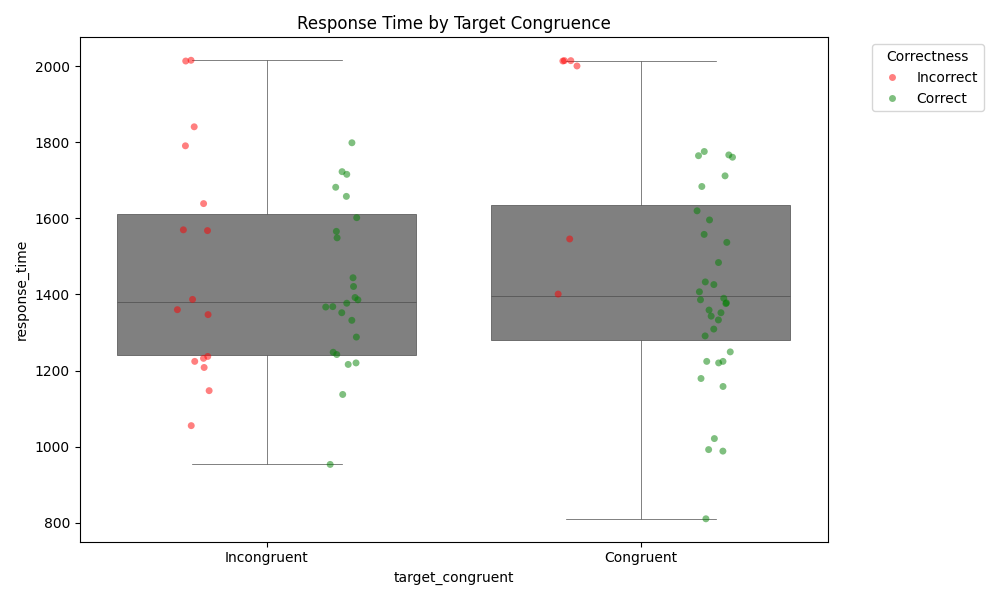 Response Time by Target Congruence
Correctness
Incorrect
Correct
response_time
2000
1800
1600
1400
1200
1000
800
Incongruent
Congruent
target_congruent